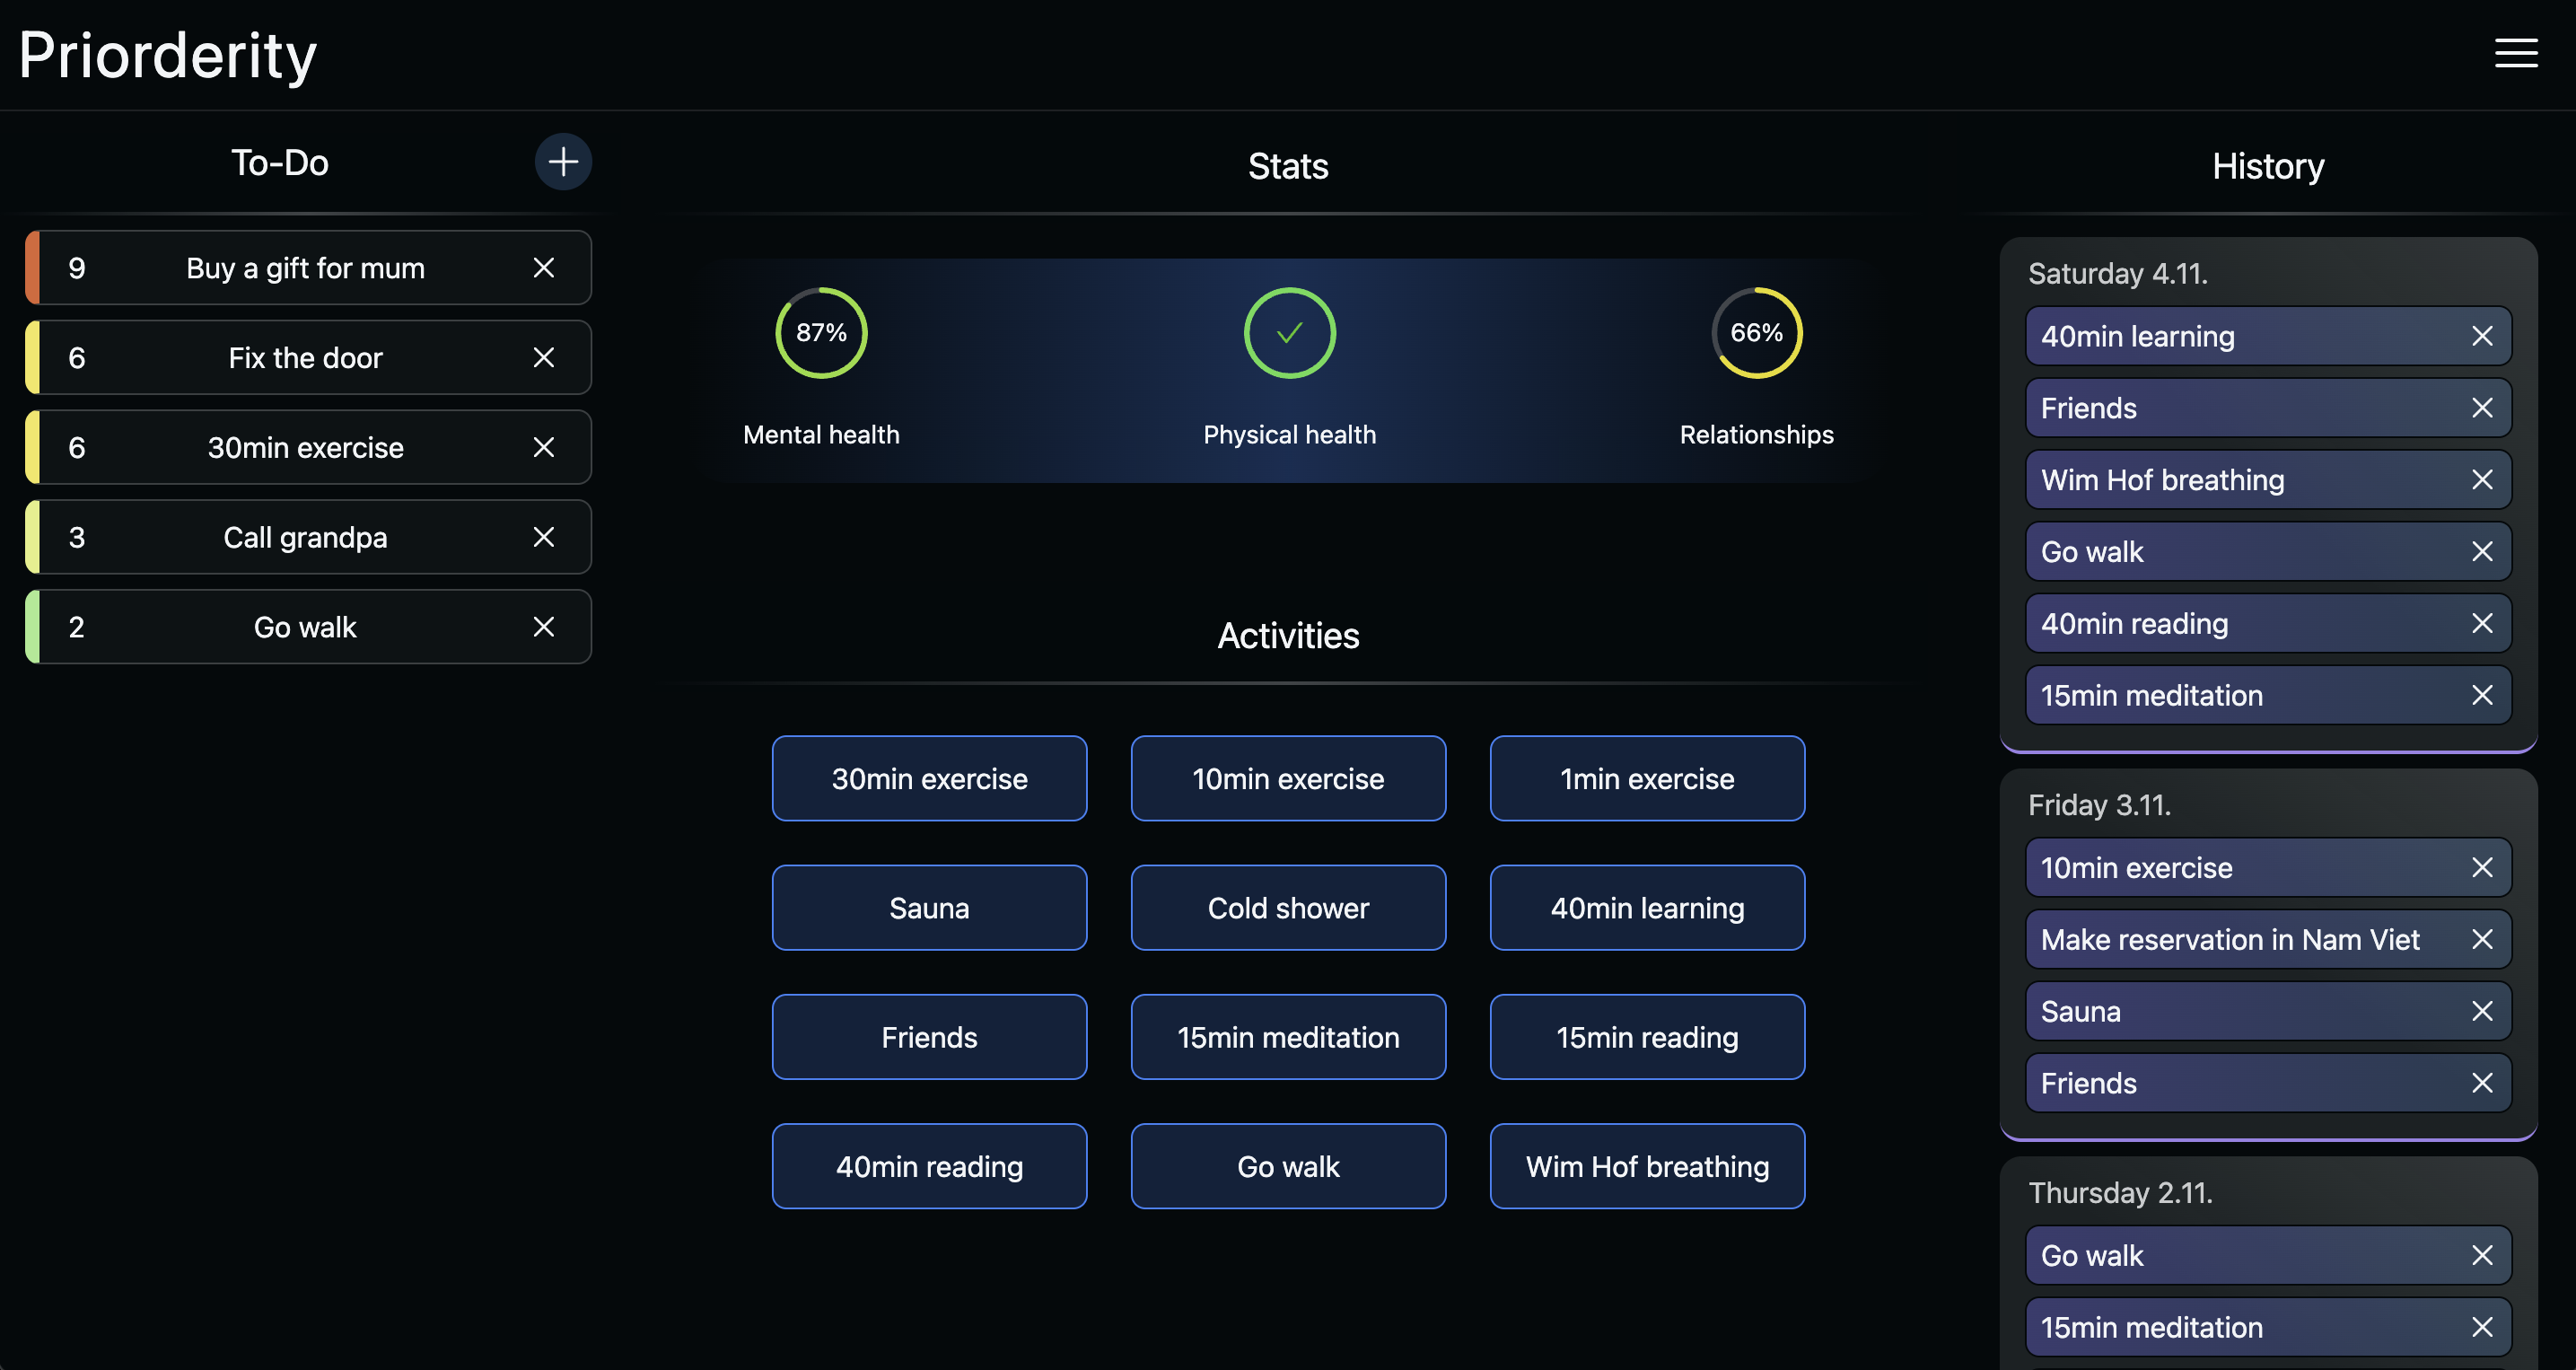 Priorderity
To-Do
9 Buy a gift for mum
6 Fix the door
6 30min exercise
3 Call grandpa
2 Go walk
Stats
87%
66%
Mental health
Physical health
Relationships
Activities
30min exercise
10min exercise
1min exercise
Sauna
Cold shower
40min learning
Friends
15min meditation
15min reading
40min reading
Go walk
Wim Hof breathing
History
Saturday 4.11.
40min learning
Friends
Wim Hof breathing
Go walk
40min reading
15min meditation
Friday 3.11.
10min exercise
Make reservation in Nam Viet
Sauna
Friends
Thursday 2.11.
Go walk
15min meditation